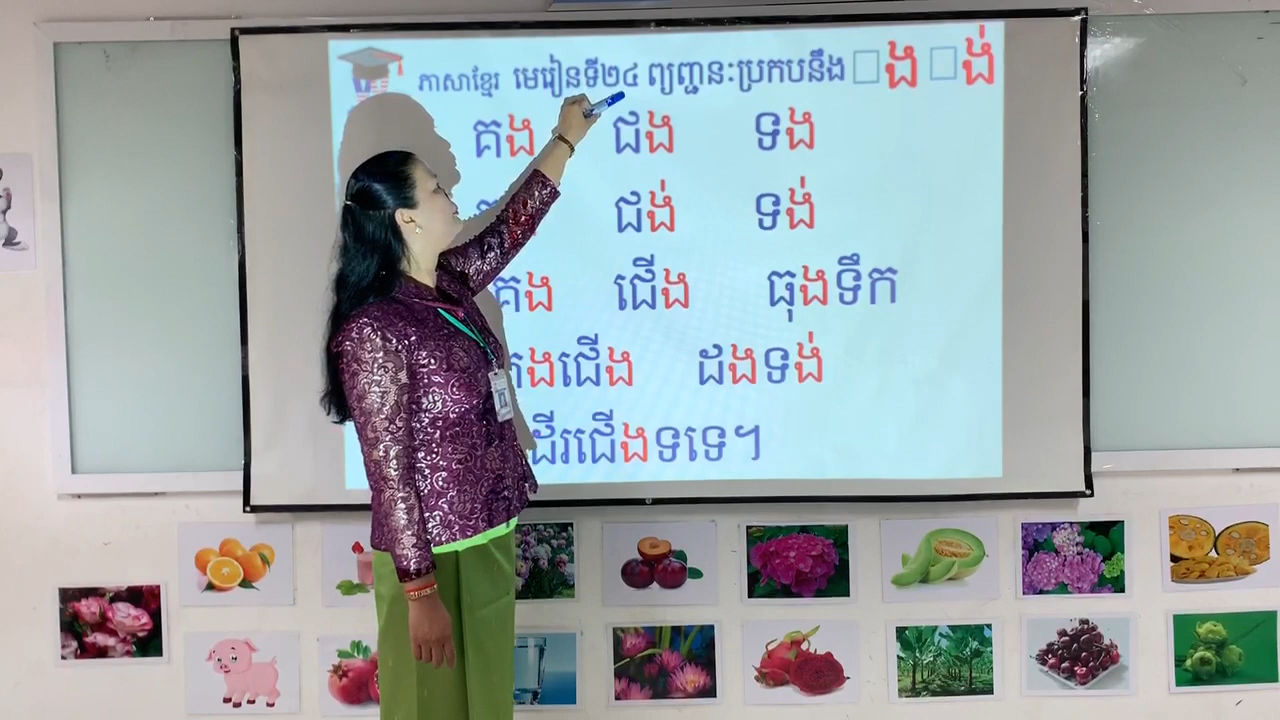 ភាសាខ្មែរ មេរៀនទី២៤ ព្យញ្ជនៈប្រកបនឹង □ង □ង់
គង ជង ទង
ជង់ ទង់
គង ជើង ធុងទឹក
ងជើង ដងទង់
ដើរជើងទទេ។